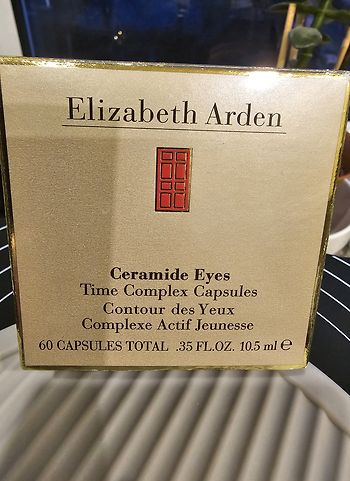 Elizabeth Arden
Ceramide Eyes
Time Complex Capsules
Contour des Yeux
Complexe Actif Jeunesse
60 CAPSULES TOTAL .35 FL.OZ. 10.5 ml ℮